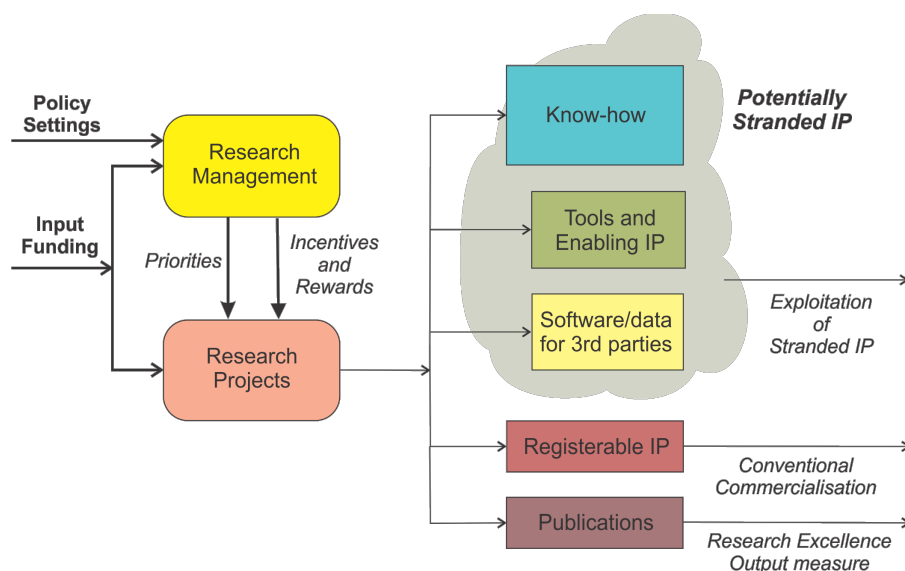 Policy
Settings
Research
Management
Input
Funding
Priorities
Incentives
and
Rewards
Research
Projects
Know-how
Potentially
Stranded IP
Tools and
Enabling IP
Software/data
for 3rd parties
Exploitation
of
Stranded IP
Registerable IP
Conventional
Commercialisation
Publications
Research Excellence
Output measure